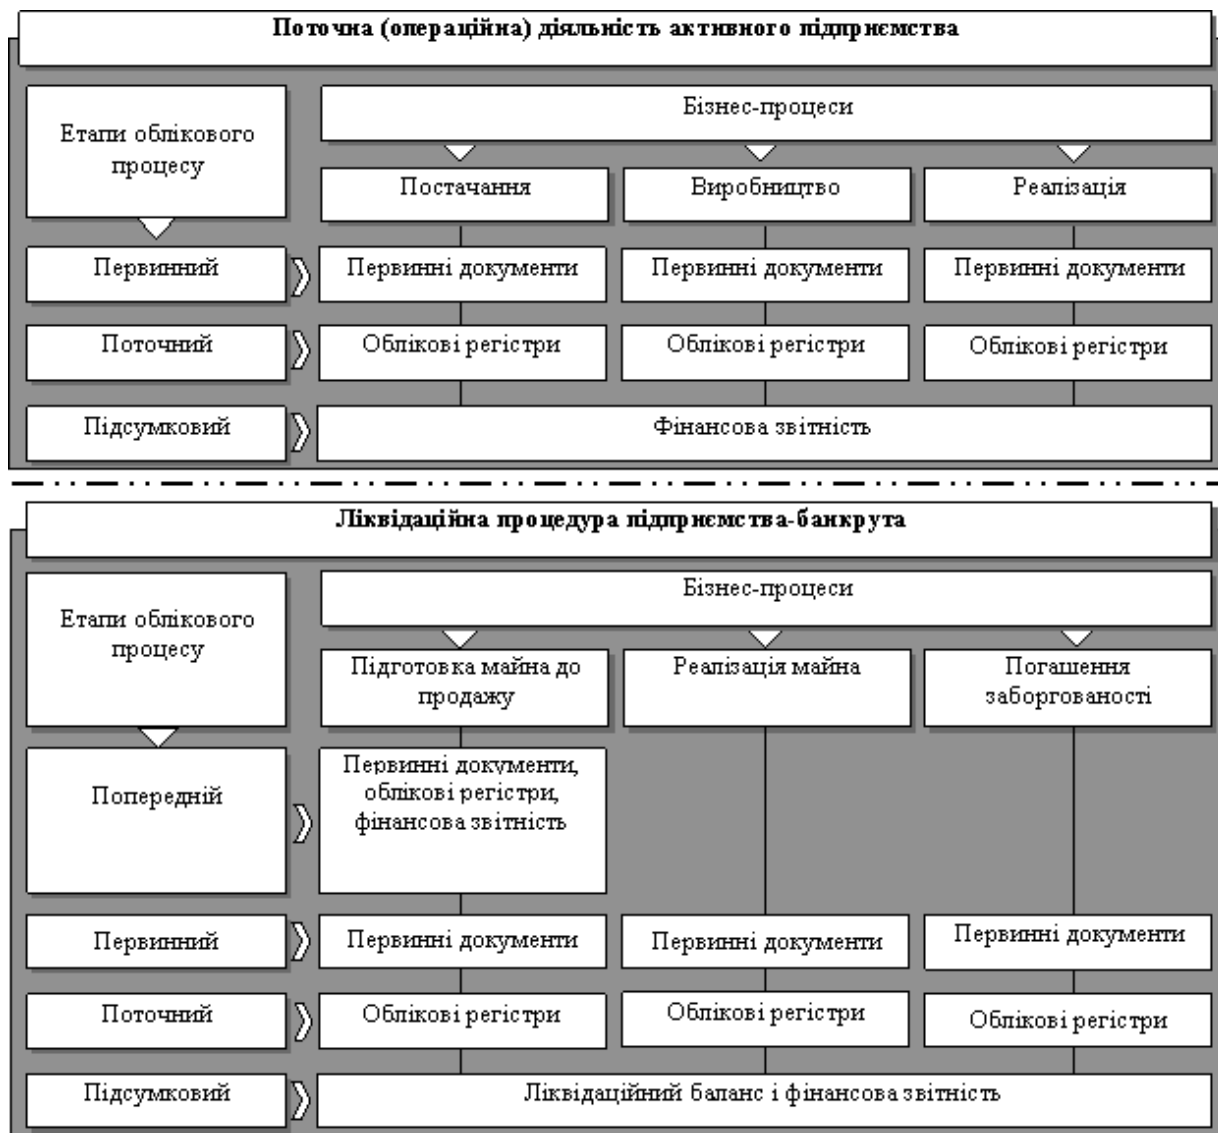 Поточна (операційна) діяльність активного підприємства
Етапи облікового
процесу
Бізнес-процеси
Постачання
Виробництво
Реалізація
Первинний
Первинні документи
Первинні документи
Первинні документи
Поточний
Облікові регістри
Облікові регістри
Облікові регістри
Підсумковий
Фінансова звітність
Ліквідаційна процедура підприємства-банкрута
Етапи облікового
процесу
Бізнес-процеси
Підготовка майна до
продажу
Реалізація майна
Погашення
заборгованості
Попередній
Первинні документи,
облікові регістри,
фінансова звітність
Первинний
Первинні документи
Первинні документи
Первинні документи
Поточний
Облікові регістри
Облікові регістри
Облікові регістри
Підсумковий
Ліквідаційний баланс і фінансова звітність